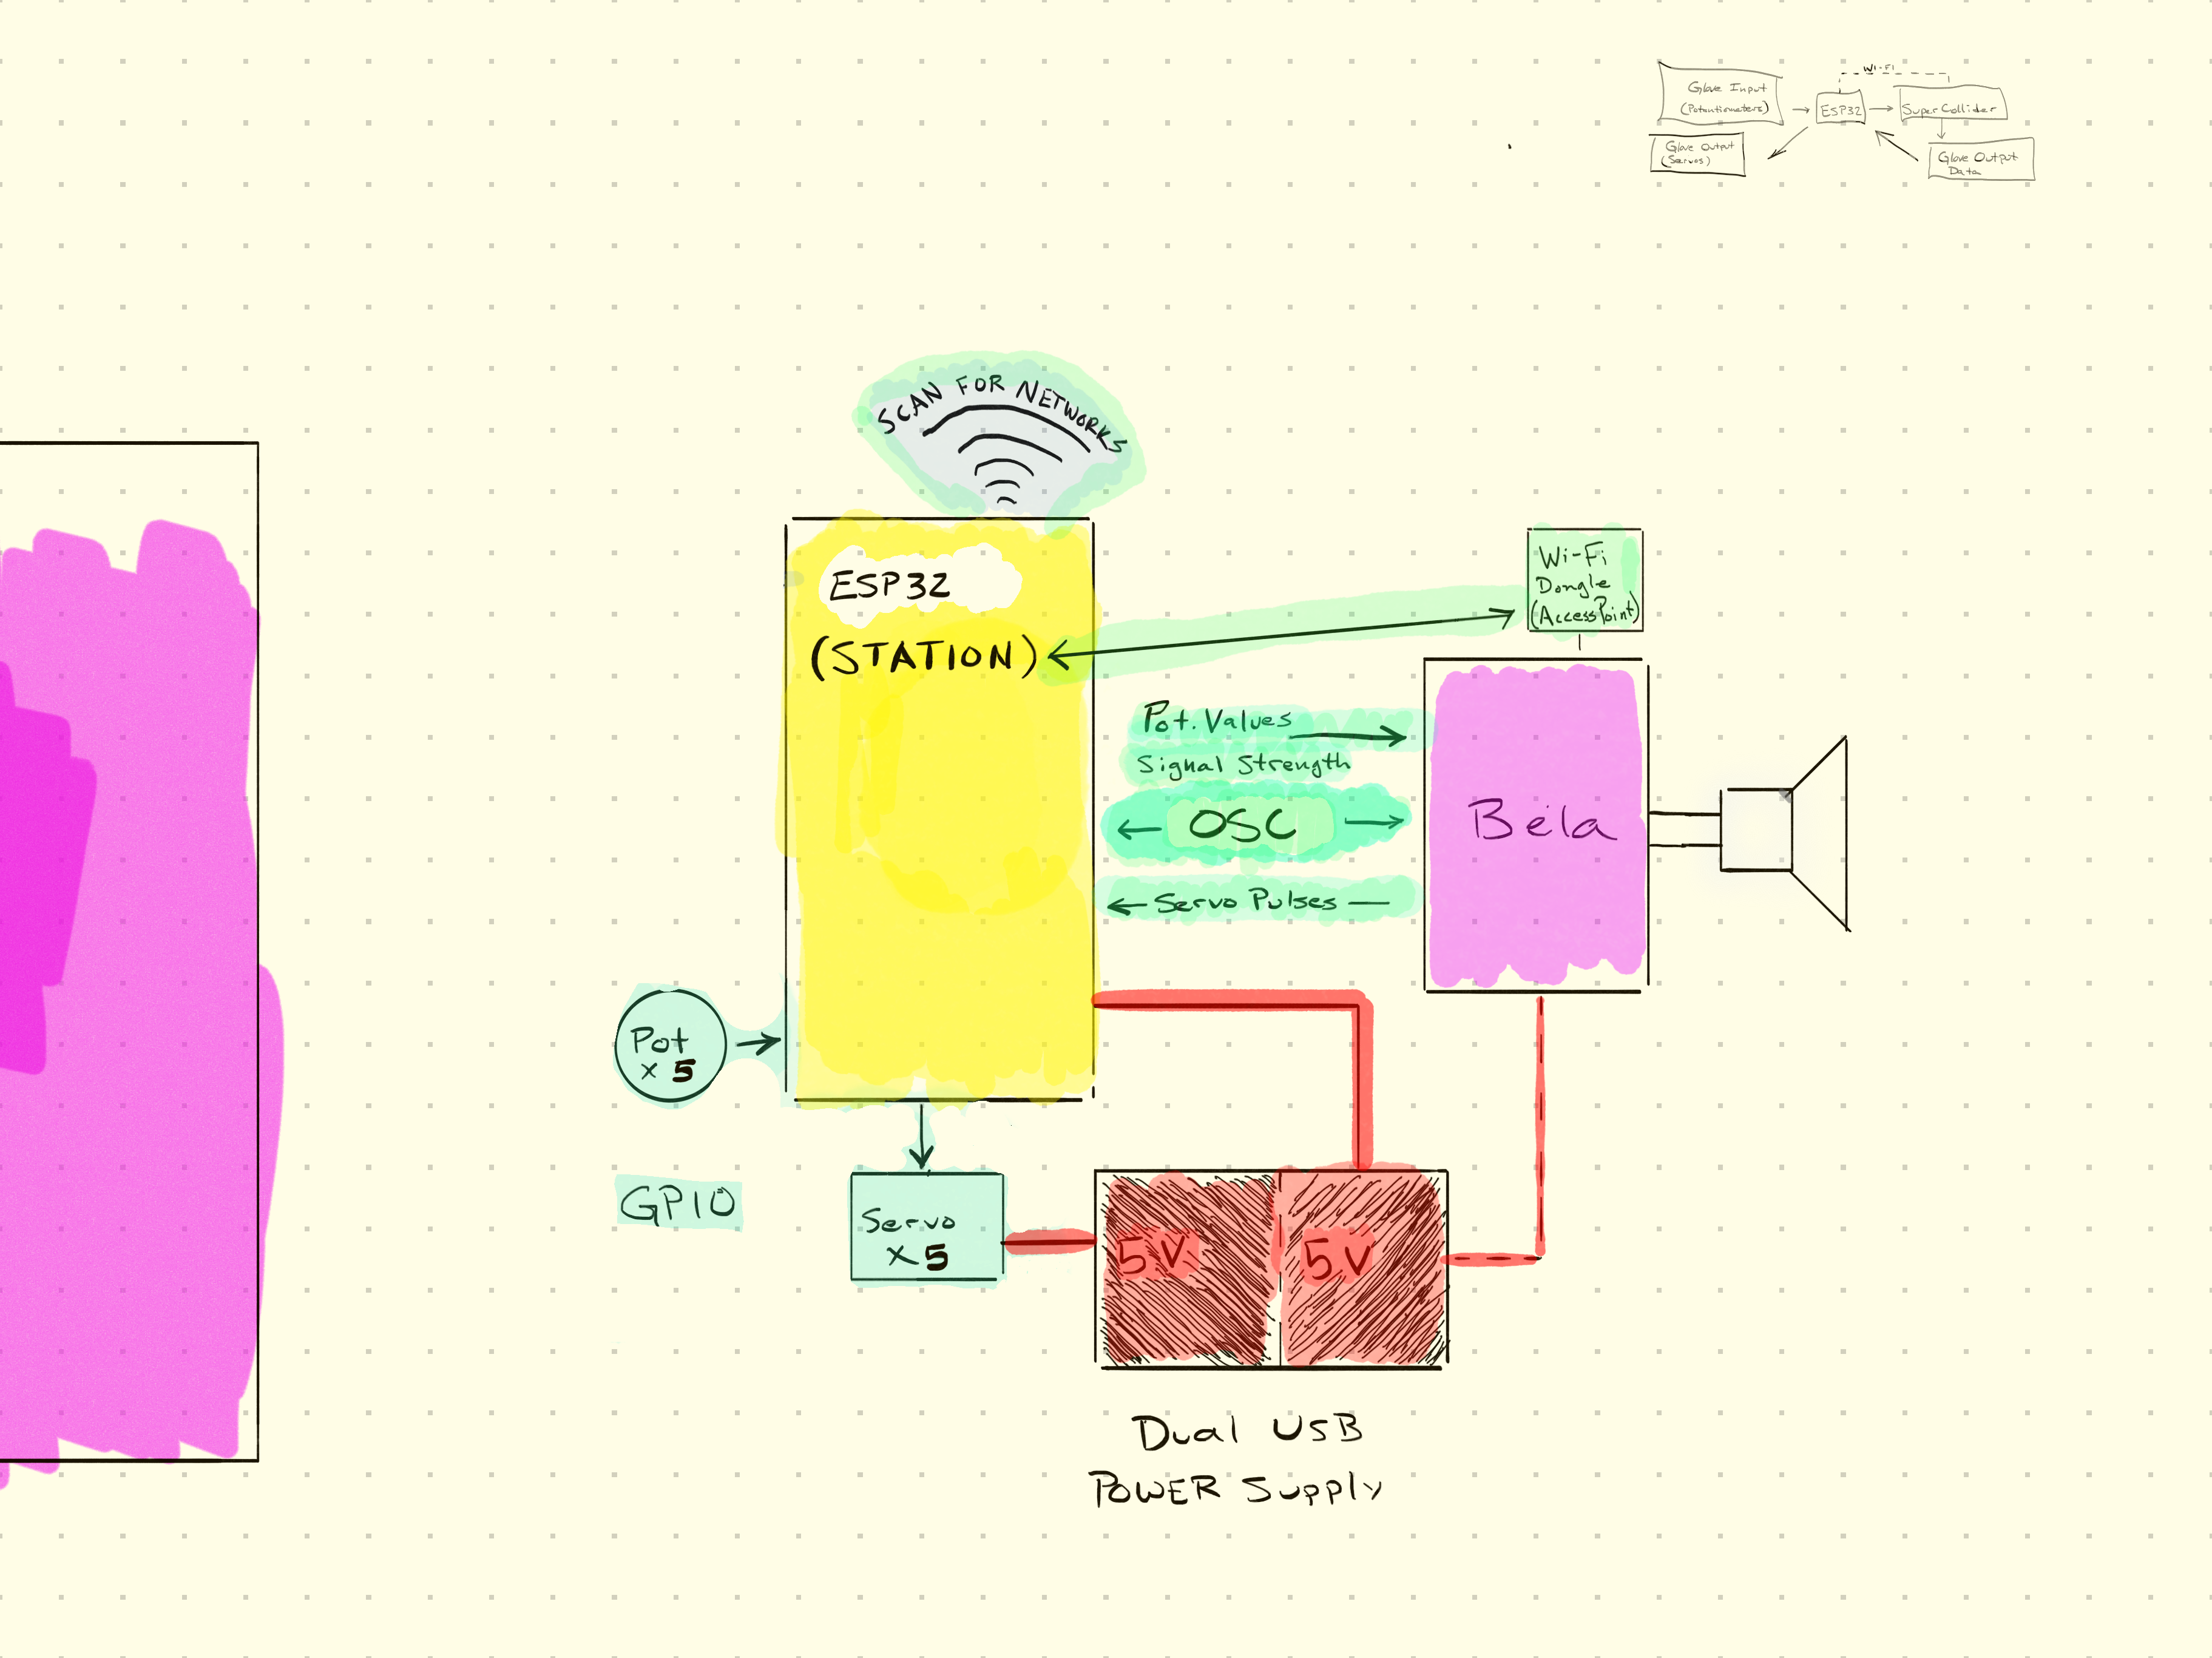 Wi-Fi
Glove Input
(Potentiometers)
ESP32
SuperCollider
Glove Output
(Servos)
Glove Output
Data
SCAN FOR NETWORKS
ESP32
(STATION)
Wi-Fi
Dongle
(AccessPoint)
Pot. Values
Signal Strength
OSC
Servo Pulses
Bela
Pot
x 5
GPIO
Servo
x 5
5V
5V
Dual USB
POWER Supply